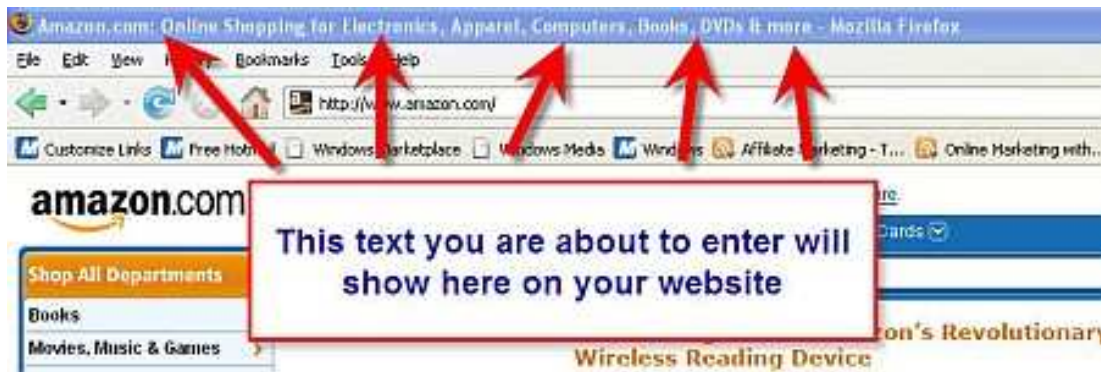 Amazon.com: Online Shopping for Electronics, Apparel, Computers, Books, DVDs & more - Mozilla Firefox
File Edit View Bookmarks Tools Help
http://www.amazon.com/
Customize Links Free Hotmail Windows Marketplace Windows Media Windows Affiliate Marketing - T... Online Marketing with...
amazon.com
This text you are about to enter will
show here on your website
Shop All Departments
Books
Movies, Music & Games
Revolutionary
Wireless Reading Device